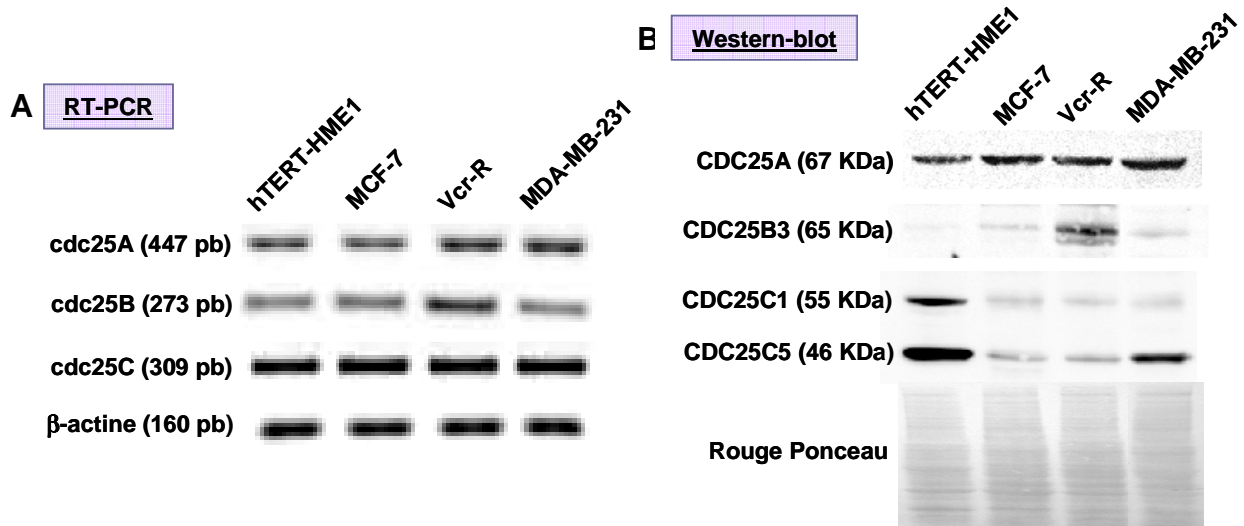 A
RT-PCR
hTERT-HME1
MCF-7
Vcr-R
MDA-MB-231
cdc25A (447 pb)
cdc25B (273 pb)
cdc25C (309 pb)
β-actine (160 pb)
B
Western-blot
hTERT-HME1
MCF-7
Vcr-R
MDA-MB-231
CDC25A (67 KDa)
CDC25B3 (65 KDa)
CDC25C1 (55 KDa)
CDC25C5 (46 KDa)
Rouge Ponceau